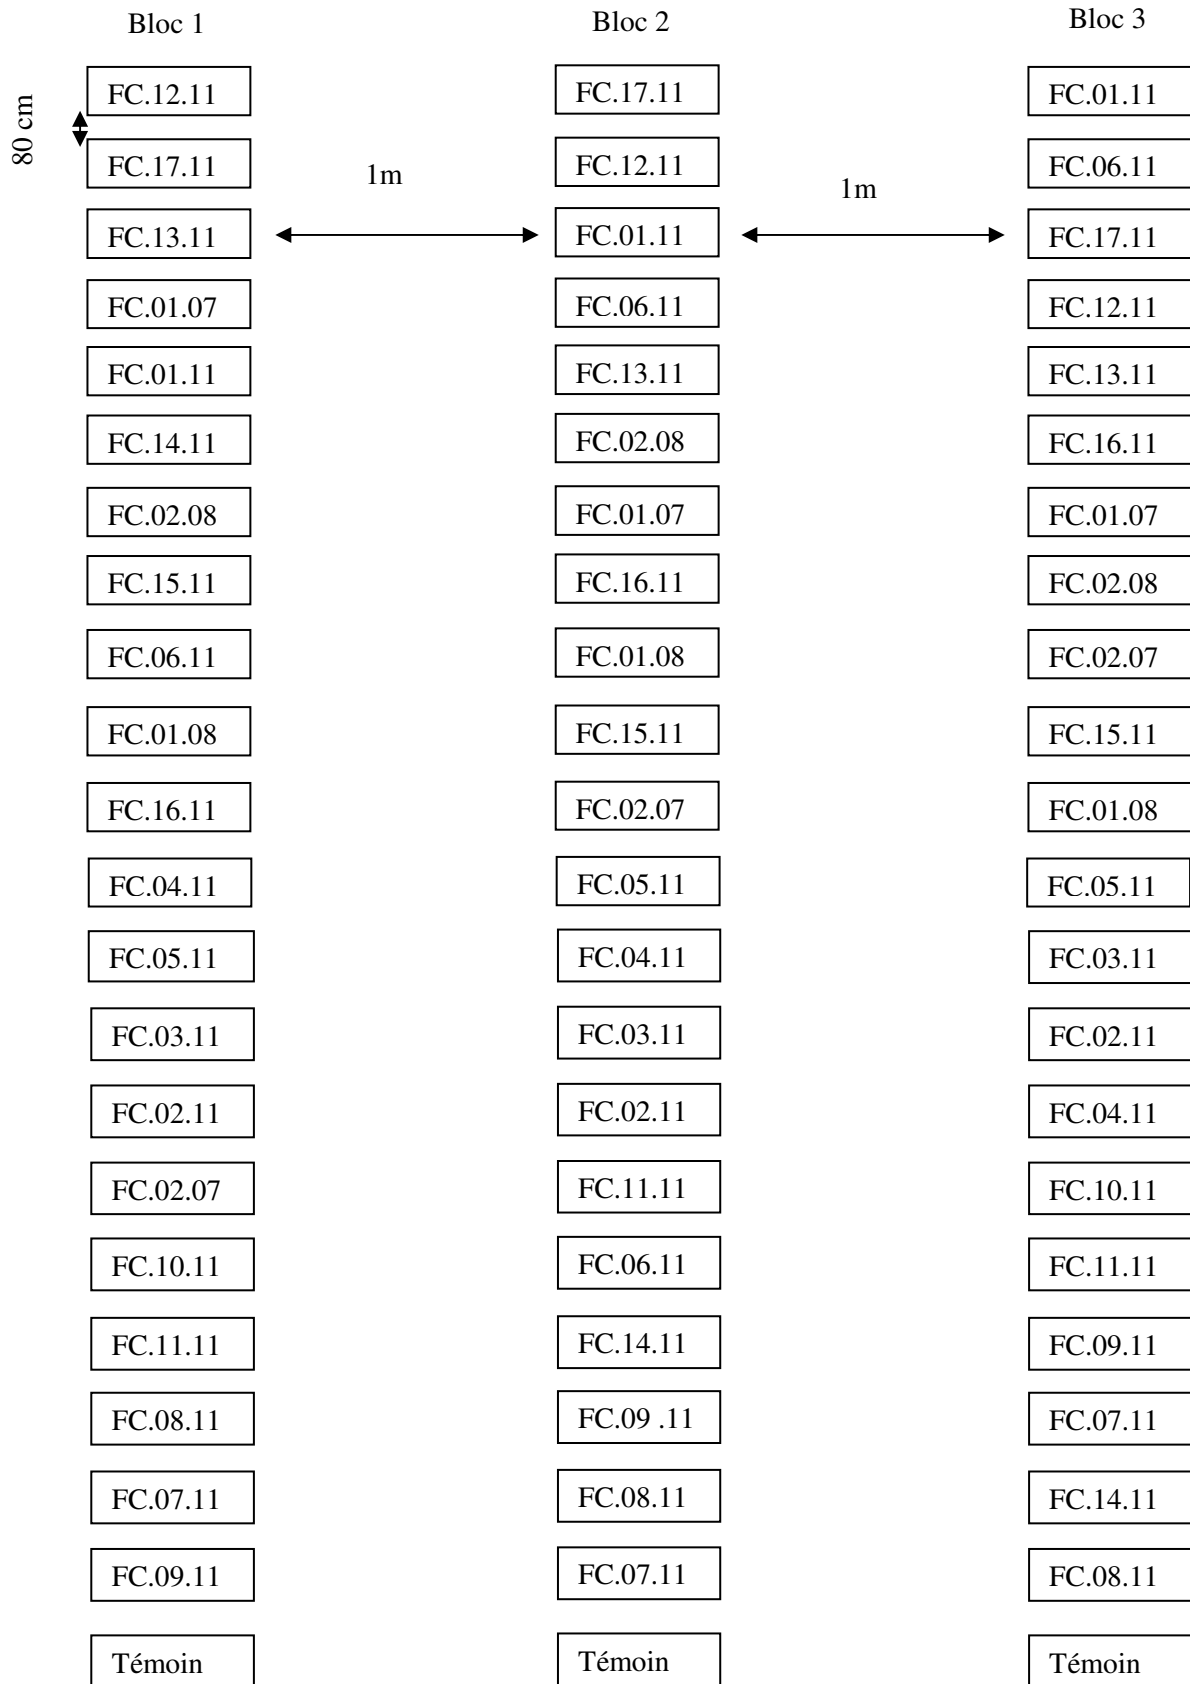 Bloc 1 Bloc 2 Bloc 3
FC.12.11 FC.17.11 FC.01.11
80 cm
FC.17.11 FC.12.11 FC.06.11
1m 1m
FC.13.11 FC.01.11 FC.17.11
FC.01.07 FC.06.11 FC.12.11
FC.01.11 FC.13.11 FC.13.11
FC.14.11 FC.02.08 FC.16.11
FC.02.08 FC.01.07 FC.01.07
FC.15.11 FC.16.11 FC.02.08
FC.06.11 FC.01.08 FC.02.07
FC.01.08 FC.15.11 FC.15.11
FC.16.11 FC.02.07 FC.01.08
FC.04.11 FC.05.11 FC.05.11
FC.05.11 FC.04.11 FC.03.11
FC.03.11 FC.03.11 FC.02.11
FC.02.11 FC.02.11 FC.04.11
FC.02.07 FC.11.11 FC.10.11
FC.10.11 FC.06.11 FC.11.11
FC.11.11 FC.14.11 FC.09.11
FC.08.11 FC.09 .11 FC.07.11
FC.07.11 FC.08.11 FC.14.11
FC.09.11 FC.07.11 FC.08.11
Témoin Témoin Témoin